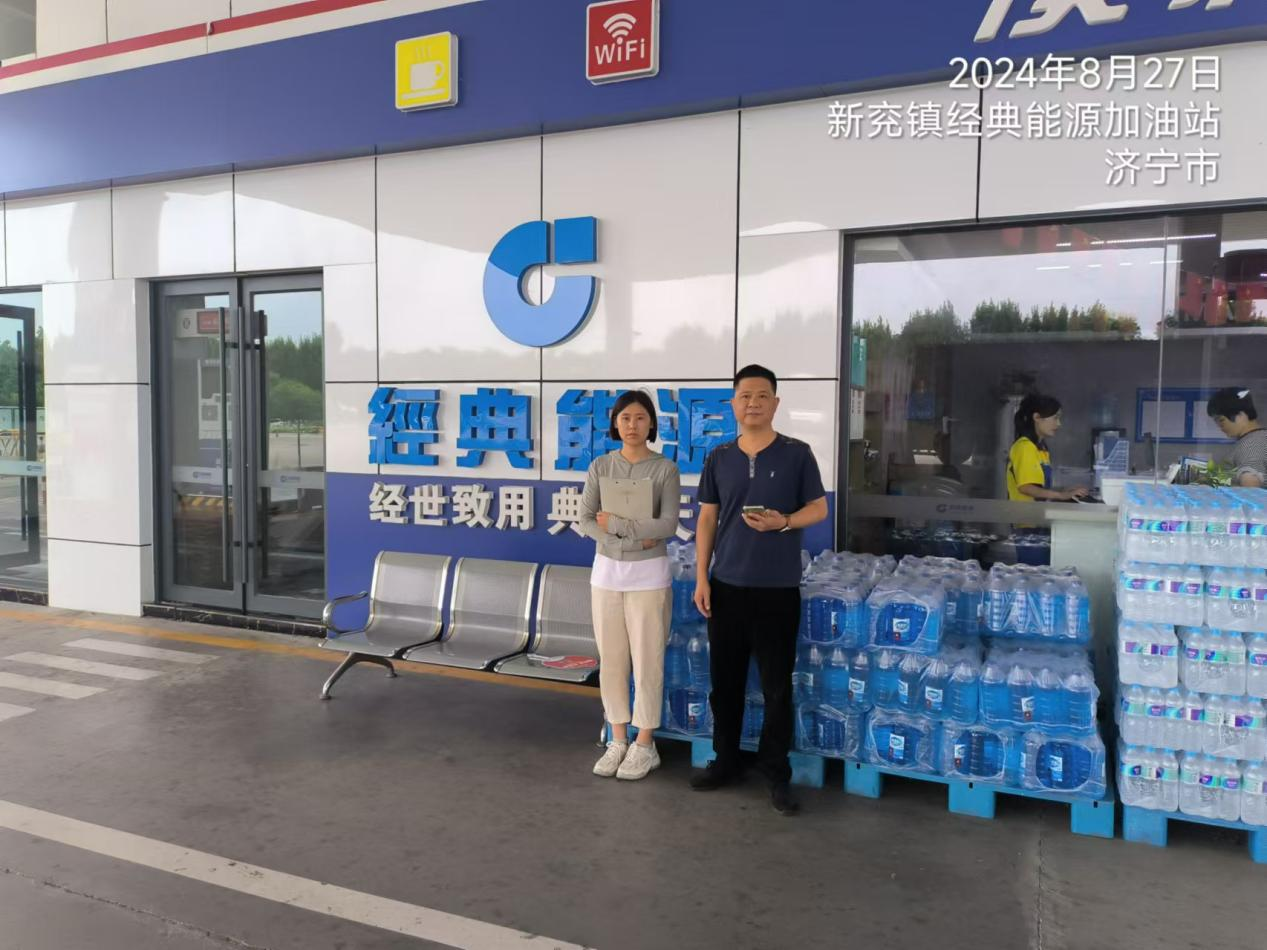 WiFi
2024年8月27日
新兖镇经典能源加油站
济宁市
經典能源
经世致用 典